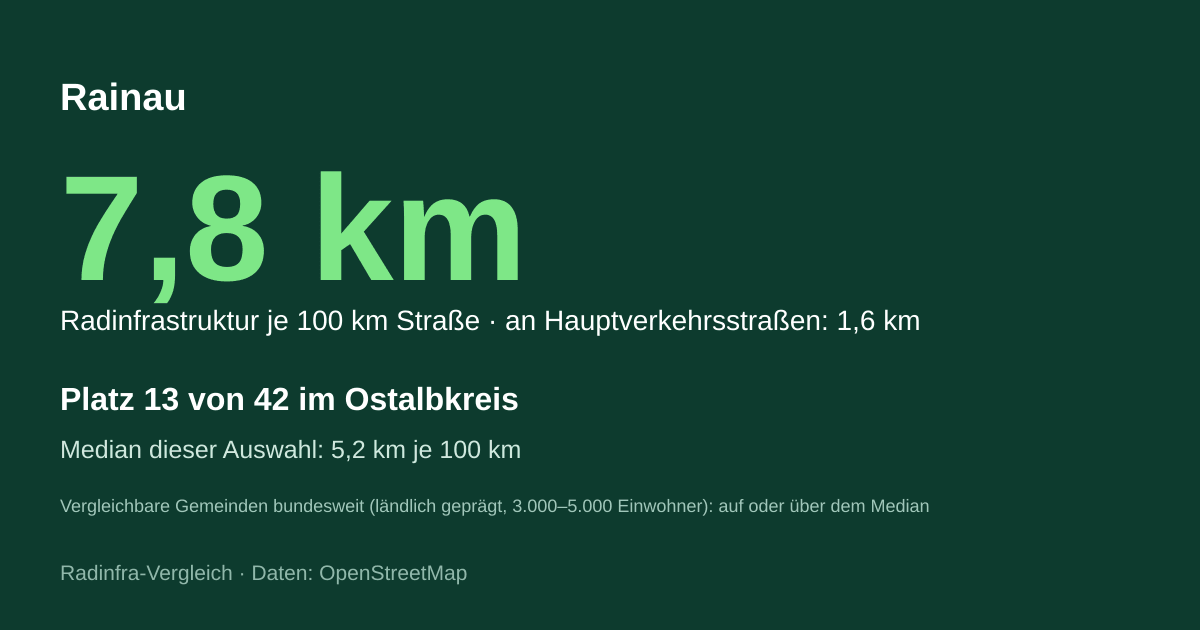 Rainau
7,8 km
Radinfrastruktur je 100 km Straße · an Hauptverkehrsstraßen: 1,6 km
Platz 13 von 42 im Ostalbkreis
Median dieser Auswahl: 5,2 km je 100 km
Vergleichbare Gemeinden bundesweit (ländlich geprägt, 3.000–5.000 Einwohner): auf oder über dem Median
Radinfra-Vergleich · Daten: OpenStreetMap